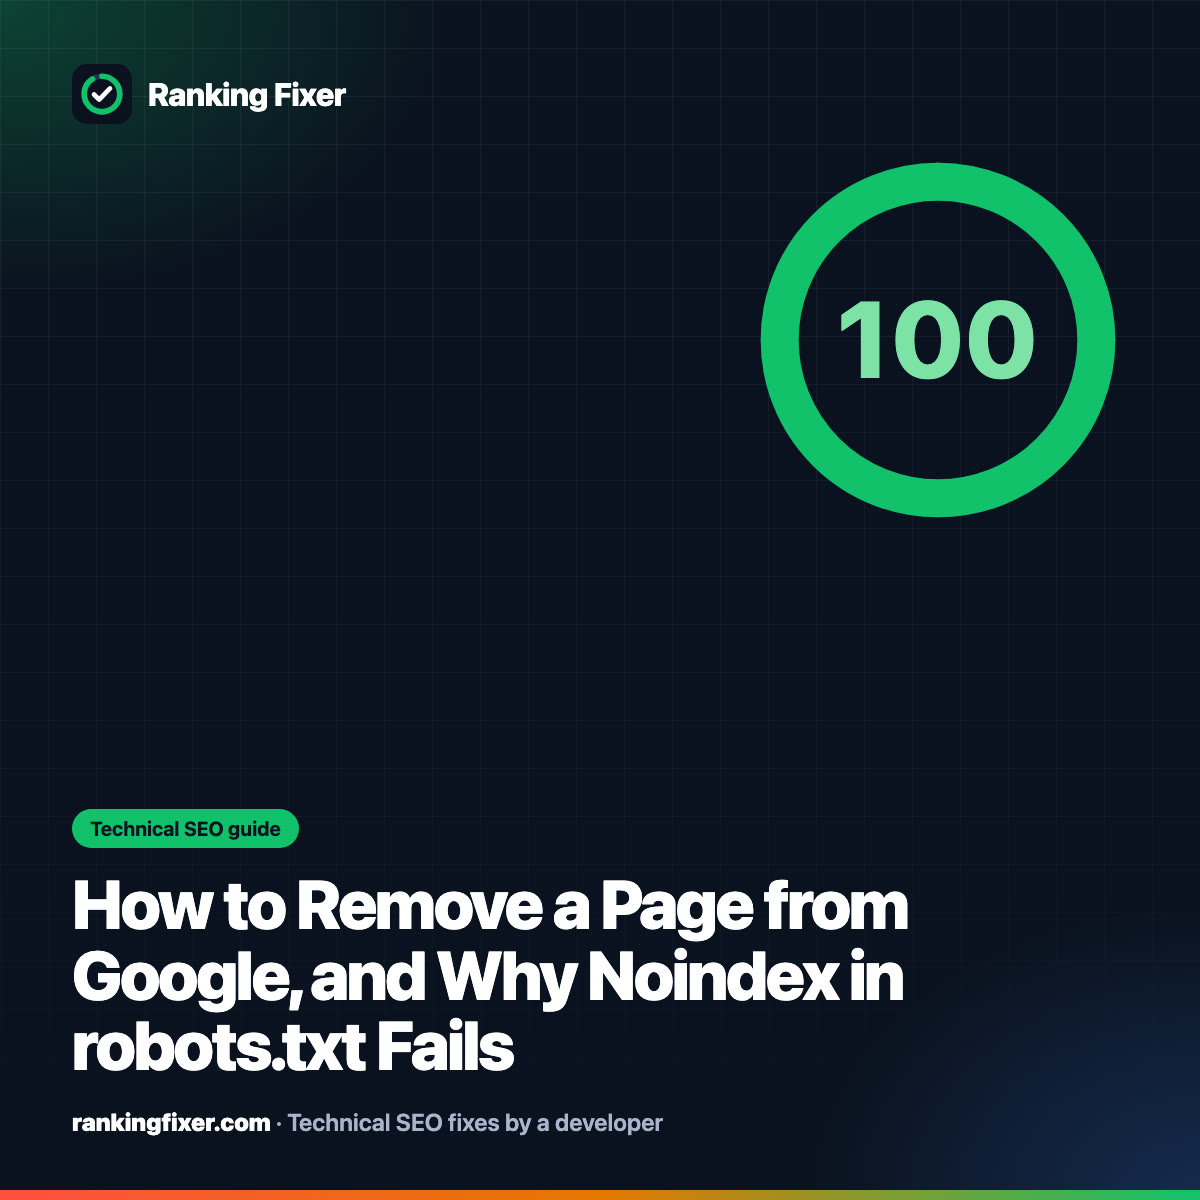 Ranking Fixer
100
Technical SEO guide
How to Remove a Page from
Google, and Why Noindex in
robots.txt Fails
rankingfixer.com · Technical SEO fixes by a developer